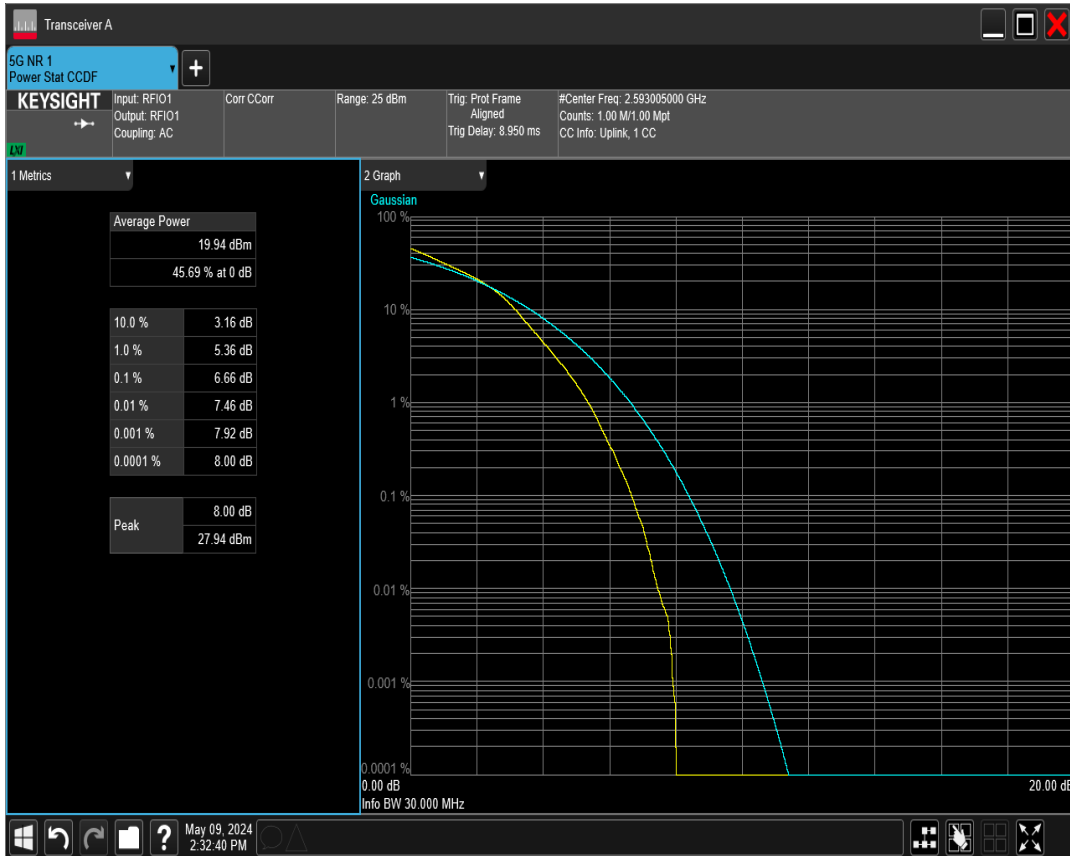 Transceiver A
5G NR 1
Power Stat CCDF
KEYSIGHT
LXI
Input: RFIO1
Output: RFIO1
Coupling: AC
Corr CCorr
Range: 25 dBm
Trig: Prot Frame
Aligned
Trig Delay: 8.950 ms
#Center Freq: 2.593005000 GHz
Counts: 1.00 M/1.00 Mpt
CC Info: Uplink, 1 CC
1 Metrics
Average Power
19.94 dBm
45.69 % at 0 dB
10.0 % 3.16 dB
1.0 % 5.36 dB
0.1 % 6.66 dB
0.01 % 7.46 dB
0.001 % 7.92 dB
0.0001 % 8.00 dB
Peak
8.00 dB
27.94 dBm
2 Graph
Gaussian
100 %
10 %
1 %
0.1 %
0.01 %
0.001 %
0.0001 %
0.00 dB 20.00 dB
Info BW 30.000 MHz
?
May 09, 2024
2:32:40 PM